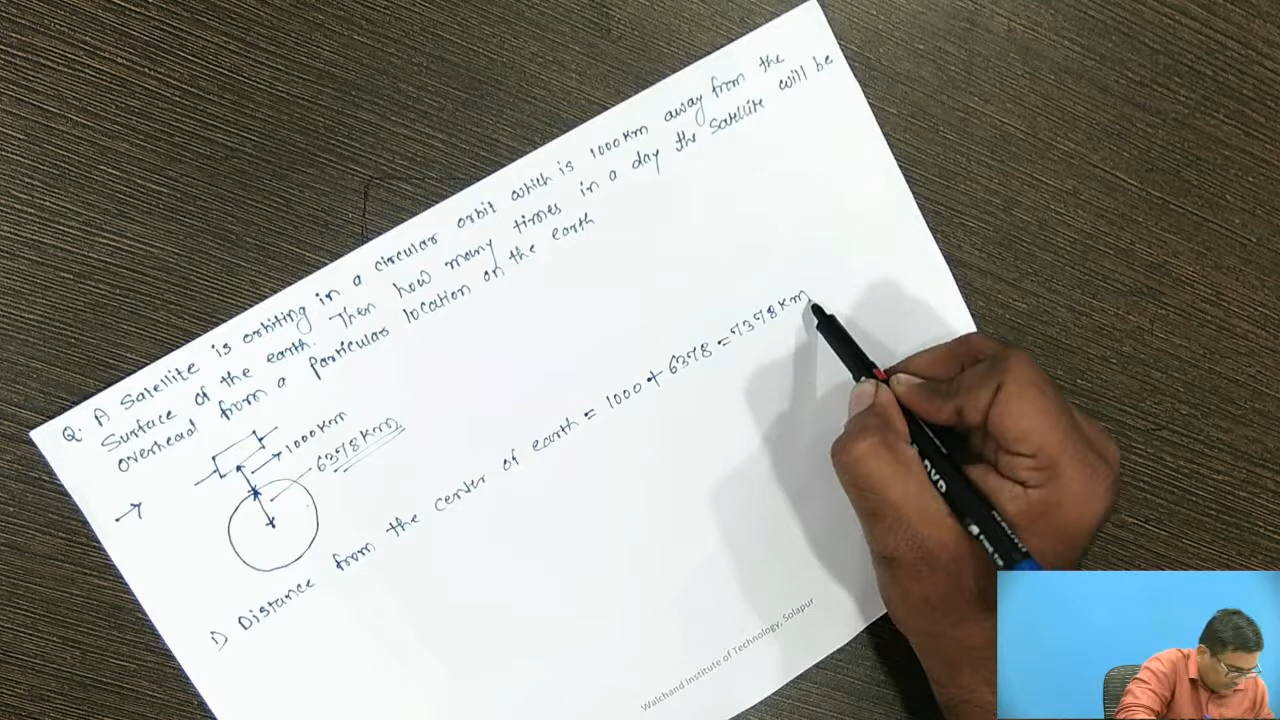 Q. A Satellite is orbiting in a circular orbit which is 1000 Km away from the
Surface of the earth. Then how many times in a day the Satellite will be
overhead from a Particular location on the earth
→ 1000 Km
6378 Km
→
1) Distance from the center of earth = 1000 + 6378 = 7378 Km
Walchand Institute of Technology, Solapur